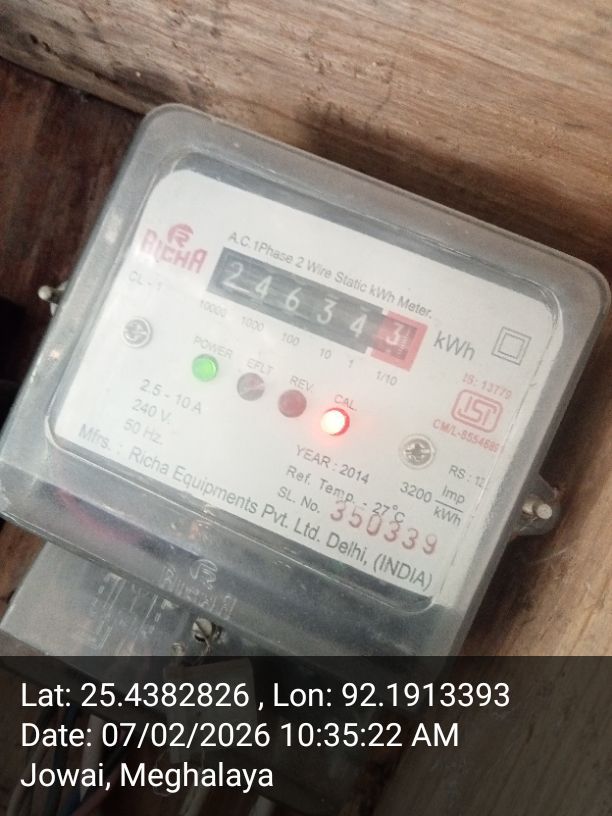 RICHA
A.C.1Phase 2 Wire Static kWh Meter.
CL - 1
2 4 6 3 4 3 kWh
10000 1000 100 10 1 1/10
POWER EFLT REV. CAL.
IS: 13779
2.5 - 10 A
240 V.
50 Hz.
YEAR : 2014
Ref. Temp. - 27°C
3200 Imp
kWh
SL. No. 350339
Mfrs. : Richa Equipments Pvt. Ltd. Delhi, (INDIA)
RICHA
Lat: 25.4382826 , Lon: 92.1913393
Date: 07/02/2026 10:35:22 AM
Jowai, Meghalaya